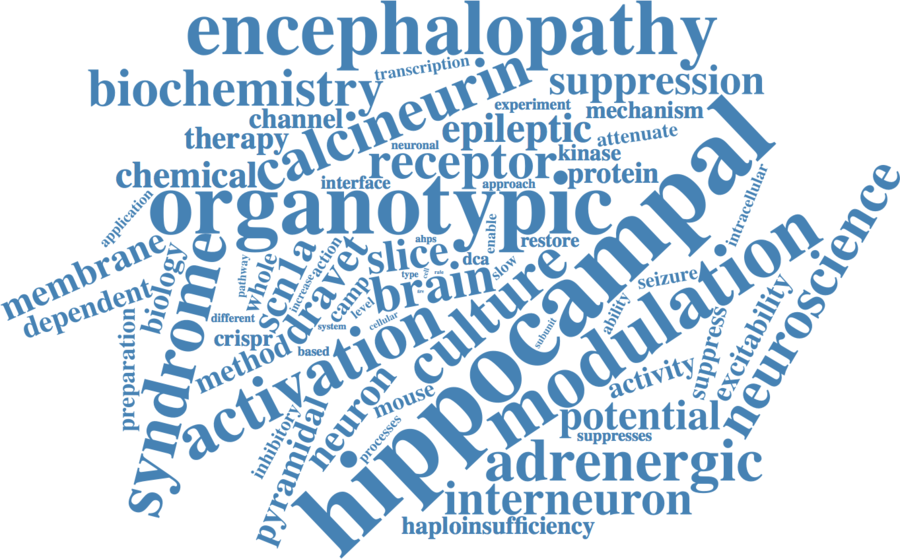 encephalopathy
transcription
biochemistry
suppression
calcineurin
experiment
channel
mechanism
epileptic
attenuate
therapy
neuronal
receptor
kinase
chemical
interface
approach
protein
organotypic
hippocampal
application
intracellular
neuroscience
enable
restore
ahps
membrane
biology
syndrome
pathway
whole
scn1a
increase
action
dravet
slice
dca
type
cell
role
slow
brain
camp
level
culture
modulation
seizure
ability
dependent
different
system
cellular
subunit
crispr
based
method
activation
preparation
suppress
excitability
activity
neuron
mouse
potential
inhibitory
pyramidal
processes
suppresses
adrenergic
interneuron
haploinsufficiency